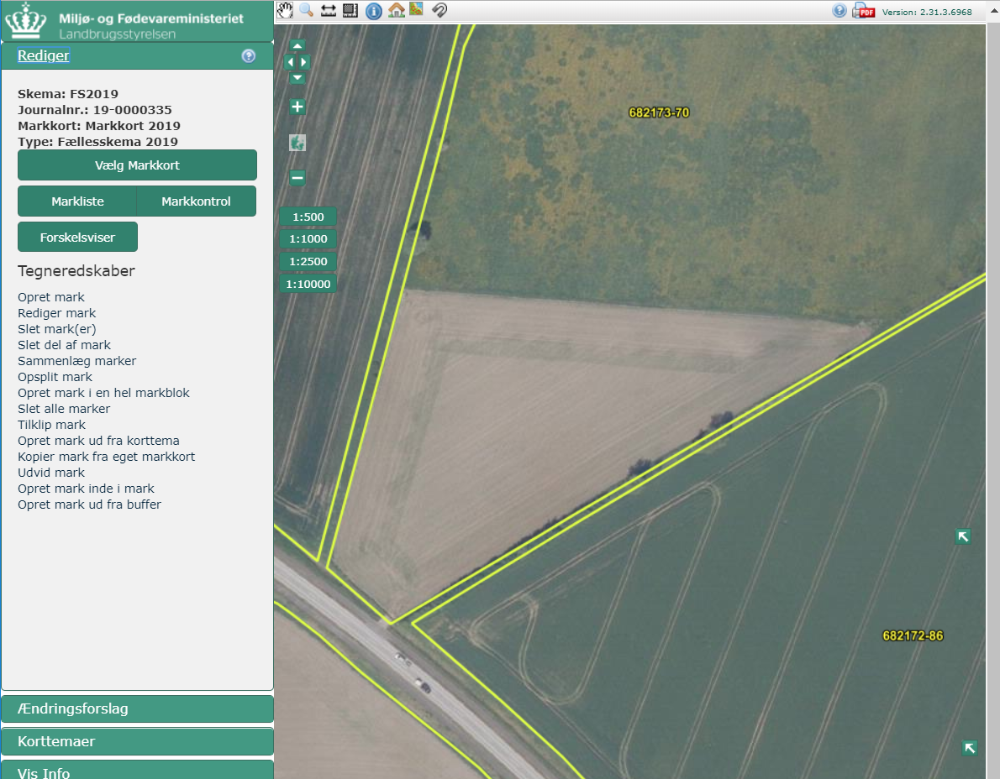 Miljø- og Fødevareministeriet
Landbrugsstyrelsen
PDF
Version: 2.31.3.6968
Rediger
Skema: FS2019
Journalnr.: 19-0000335
Markkort: Markkort 2019
Type: Fællesskema 2019
Vælg Markkort
Markliste
Markkontrol
Forskelsviser
Tegneredskaber
Opret mark
Rediger mark
Slet mark(er)
Slet del af mark
Sammenlæg marker
Opsplit mark
Opret mark i en hel markblok
Slet alle marker
Tilklip mark
Opret mark ud fra korttema
Kopier mark fra eget markkort
Udvid mark
Opret mark inde i mark
Opret mark ud fra buffer
Ændringsforslag
Korttemaer
Vis Info
1:500
1:1000
1:2500
1:10000
682173-70
682172-86